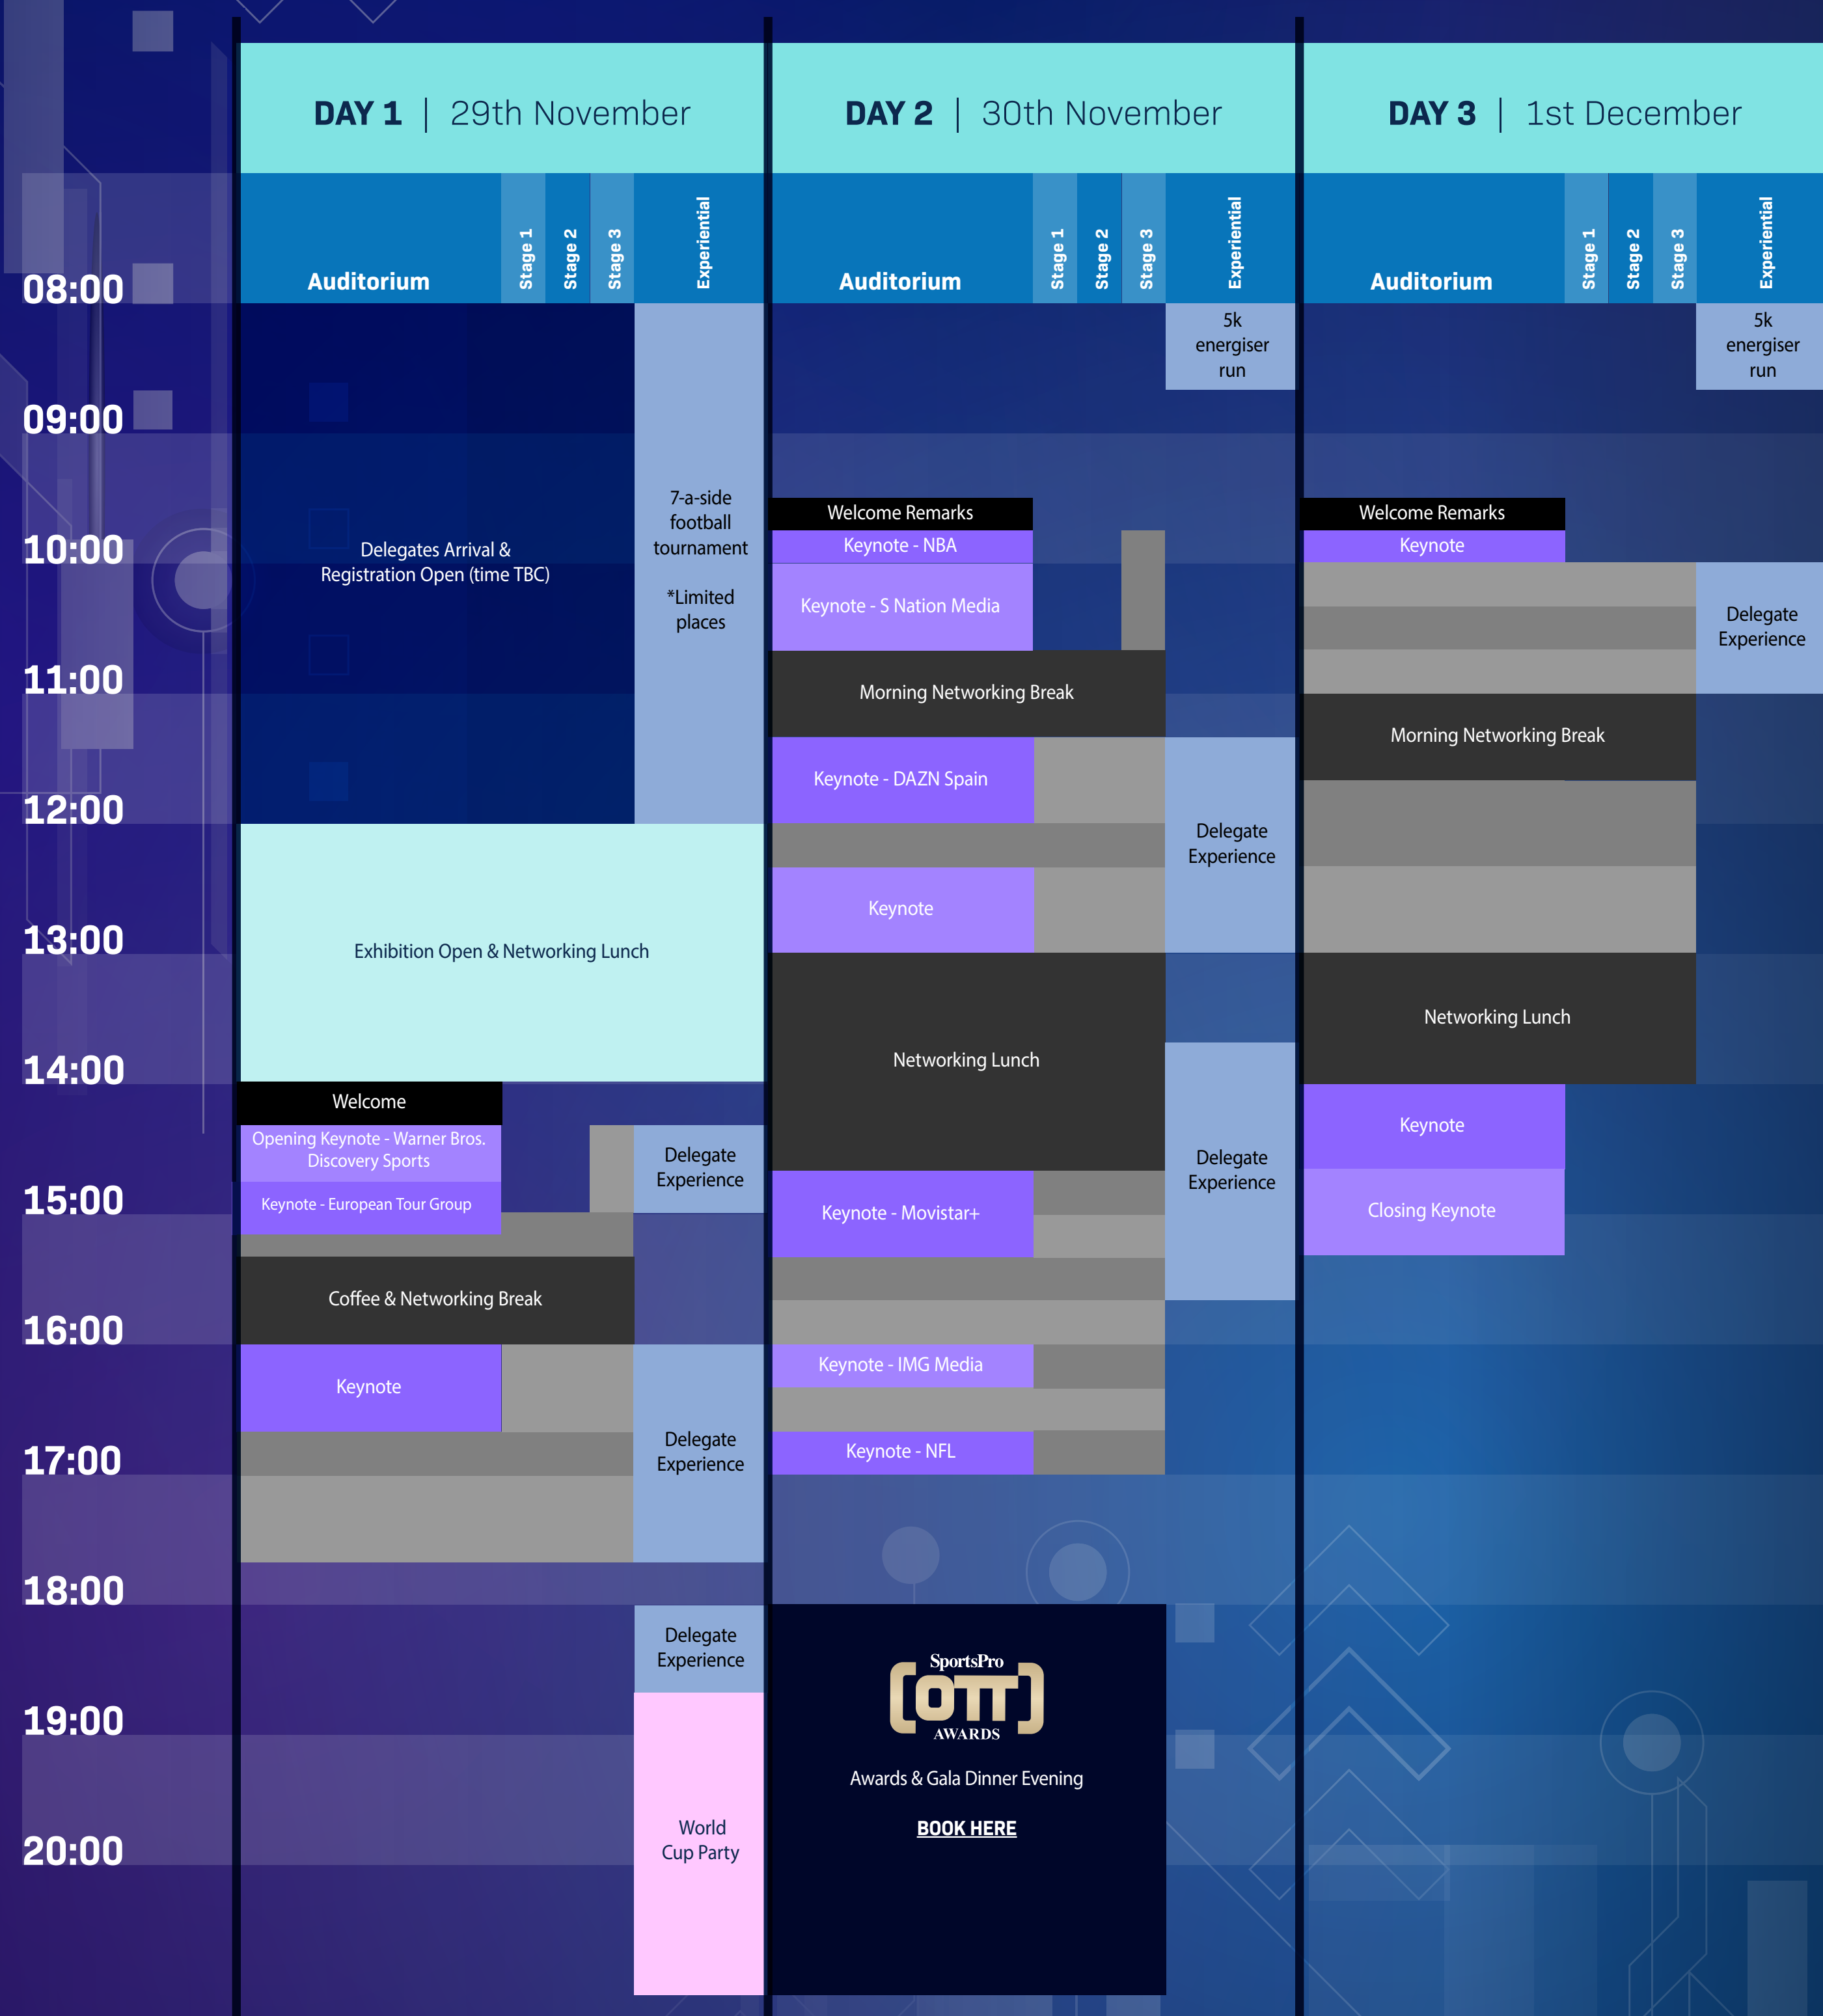 DAY 1 | 29th November
DAY 2 | 30th November
DAY 3 | 1st December
Auditorium
Stage 1
Stage 2
Stage 3
Experiential
Auditorium
Stage 1
Stage 2
Stage 3
Experiential
Auditorium
Stage 1
Stage 2
Stage 3
Experiential
08:00
09:00
10:00
11:00
12:00
13:00
14:00
15:00
16:00
17:00
18:00
19:00
20:00
Delegates Arrival &
Registration Open (time TBC)
7-a-side
football
tournament
*Limited
places
Exhibition Open & Networking Lunch
Welcome
Opening Keynote - Warner Bros.
Discovery Sports
Keynote - European Tour Group
Delegate
Experience
Coffee & Networking Break
Keynote
Delegate
Experience
Delegate
Experience
World
Cup Party
5k
energiser
run
Welcome Remarks
Keynote - NBA
Keynote - S Nation Media
Morning Networking Break
Keynote - DAZN Spain
Delegate
Experience
Keynote
Networking Lunch
Delegate
Experience
Keynote - Movistar+
Keynote - IMG Media
Keynote - NFL
SportsPro
OTT
AWARDS
Awards & Gala Dinner Evening
BOOK HERE
5k
energiser
run
Welcome Remarks
Keynote
Delegate
Experience
Morning Networking Break
Networking Lunch
Keynote
Closing Keynote